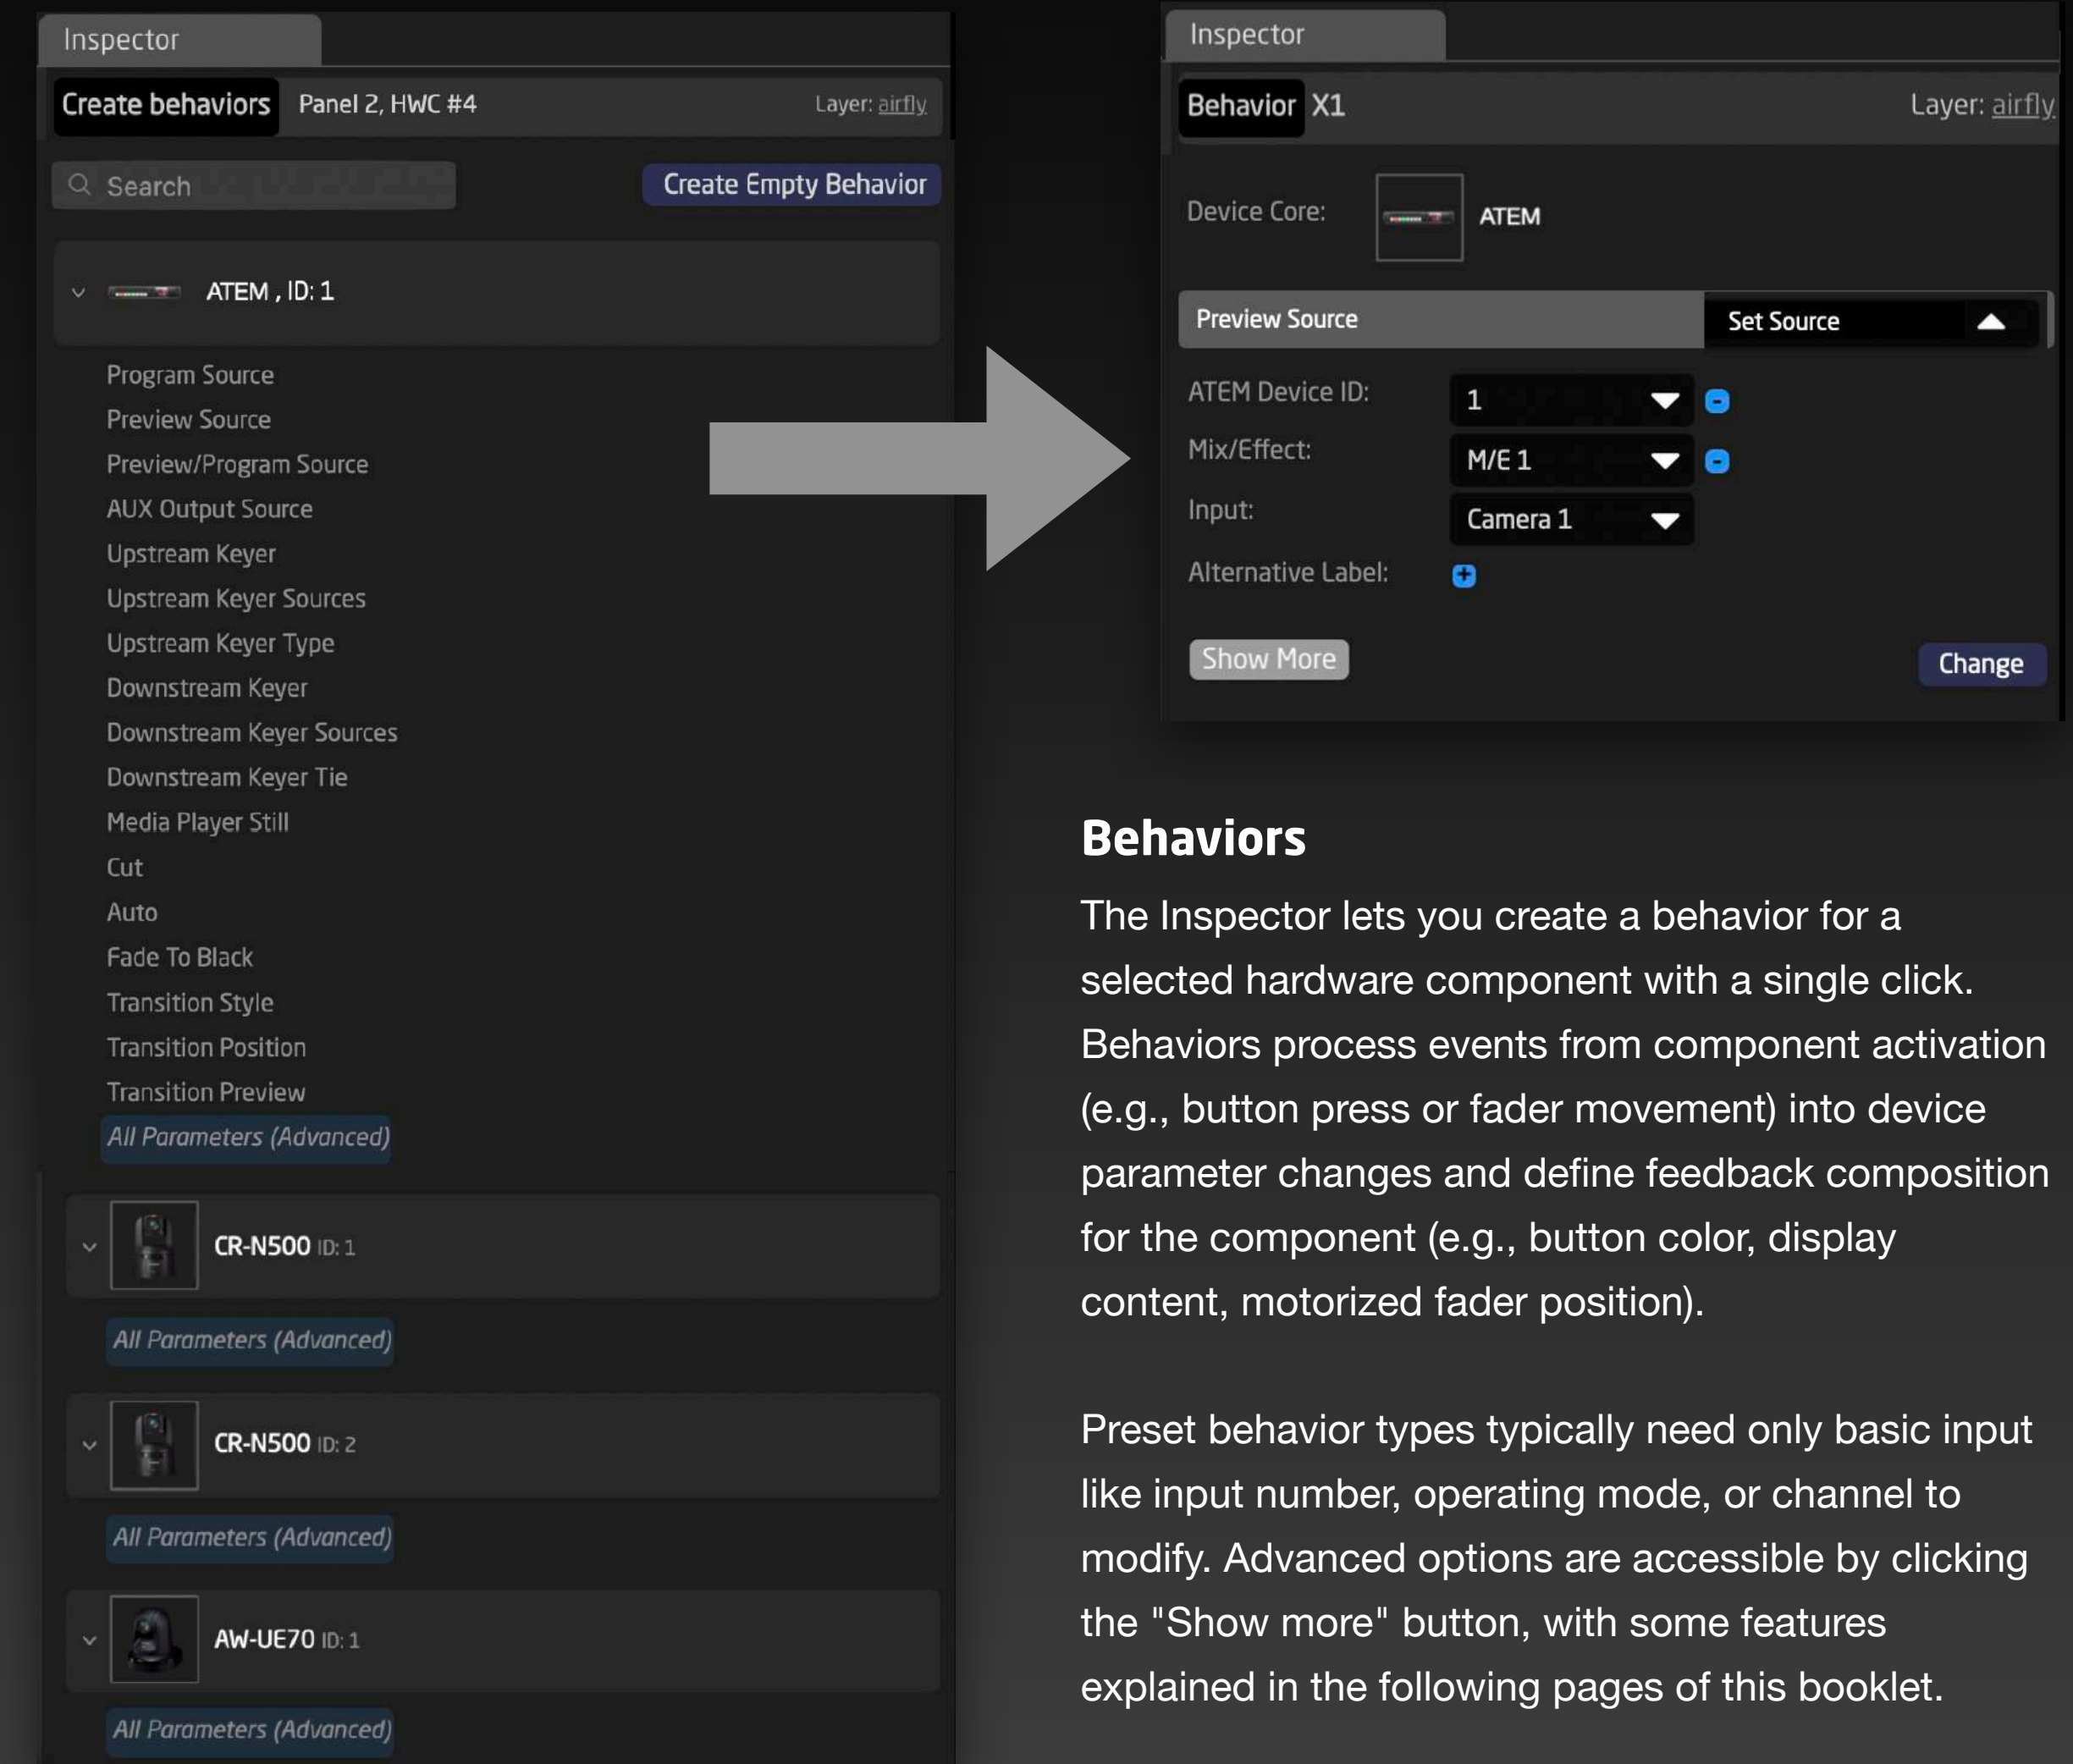 Inspector
Create behaviors Panel 2, HWC #4 Layer: airfly
Search Create Empty Behavior
ATEM , ID: 1
Program Source
Preview Source
Preview/Program Source
AUX Output Source
Upstream Keyer
Upstream Keyer Sources
Upstream Keyer Type
Downstream Keyer
Downstream Keyer Sources
Downstream Keyer Tie
Media Player Still
Cut
Auto
Fade To Black
Transition Style
Transition Position
Transition Preview
All Parameters (Advanced)
CR-N500 ID: 1
All Parameters (Advanced)
CR-N500 ID: 2
All Parameters (Advanced)
AW-UE70 ID: 1
All Parameters (Advanced)
Inspector
Behavior X1 Layer: airfly
Device Core: ATEM
Preview Source Set Source
ATEM Device ID: 1
Mix/Effect: M/E 1
Input: Camera 1
Alternative Label:
Show More Change
Behaviors
The Inspector lets you create a behavior for a
selected hardware component with a single click.
Behaviors process events from component activation
(e.g., button press or fader movement) into device
parameter changes and define feedback composition
for the component (e.g., button color, display
content, motorized fader position).
Preset behavior types typically need only basic input
like input number, operating mode, or channel to
modify. Advanced options are accessible by clicking
the "Show more" button, with some features
explained in the following pages of this booklet.